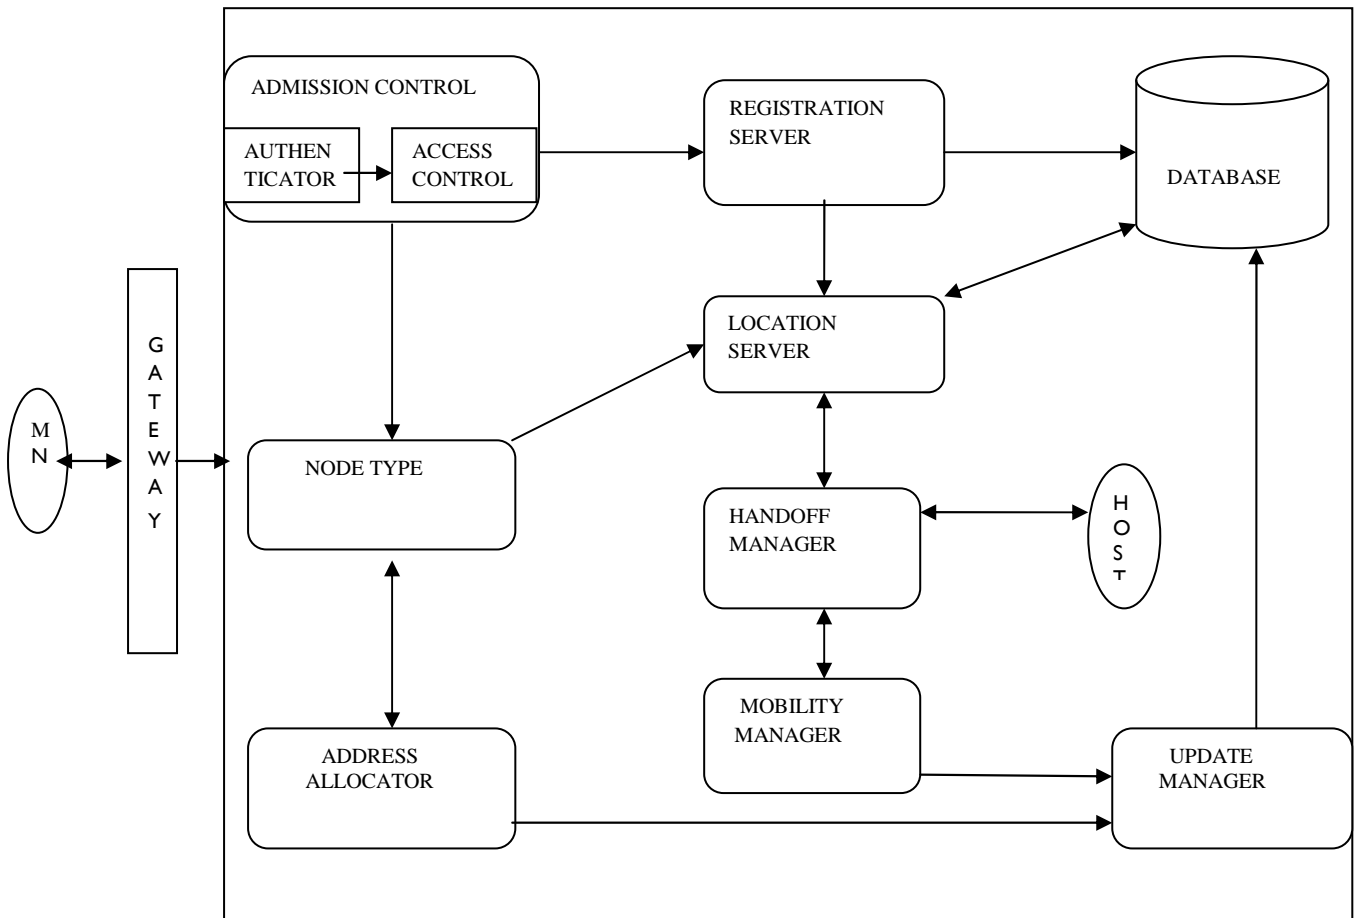 ADMISSION CONTROL
AUTHEN
TICATOR
ACCESS
CONTROL
REGISTRATION
SERVER
DATABASE
LOCATION
SERVER
G
A
T
E
W
A
Y
M
N
NODE TYPE
HANDOFF
MANAGER
H
O
S
T
MOBILITY
MANAGER
ADDRESS
ALLOCATOR
UPDATE
MANAGER